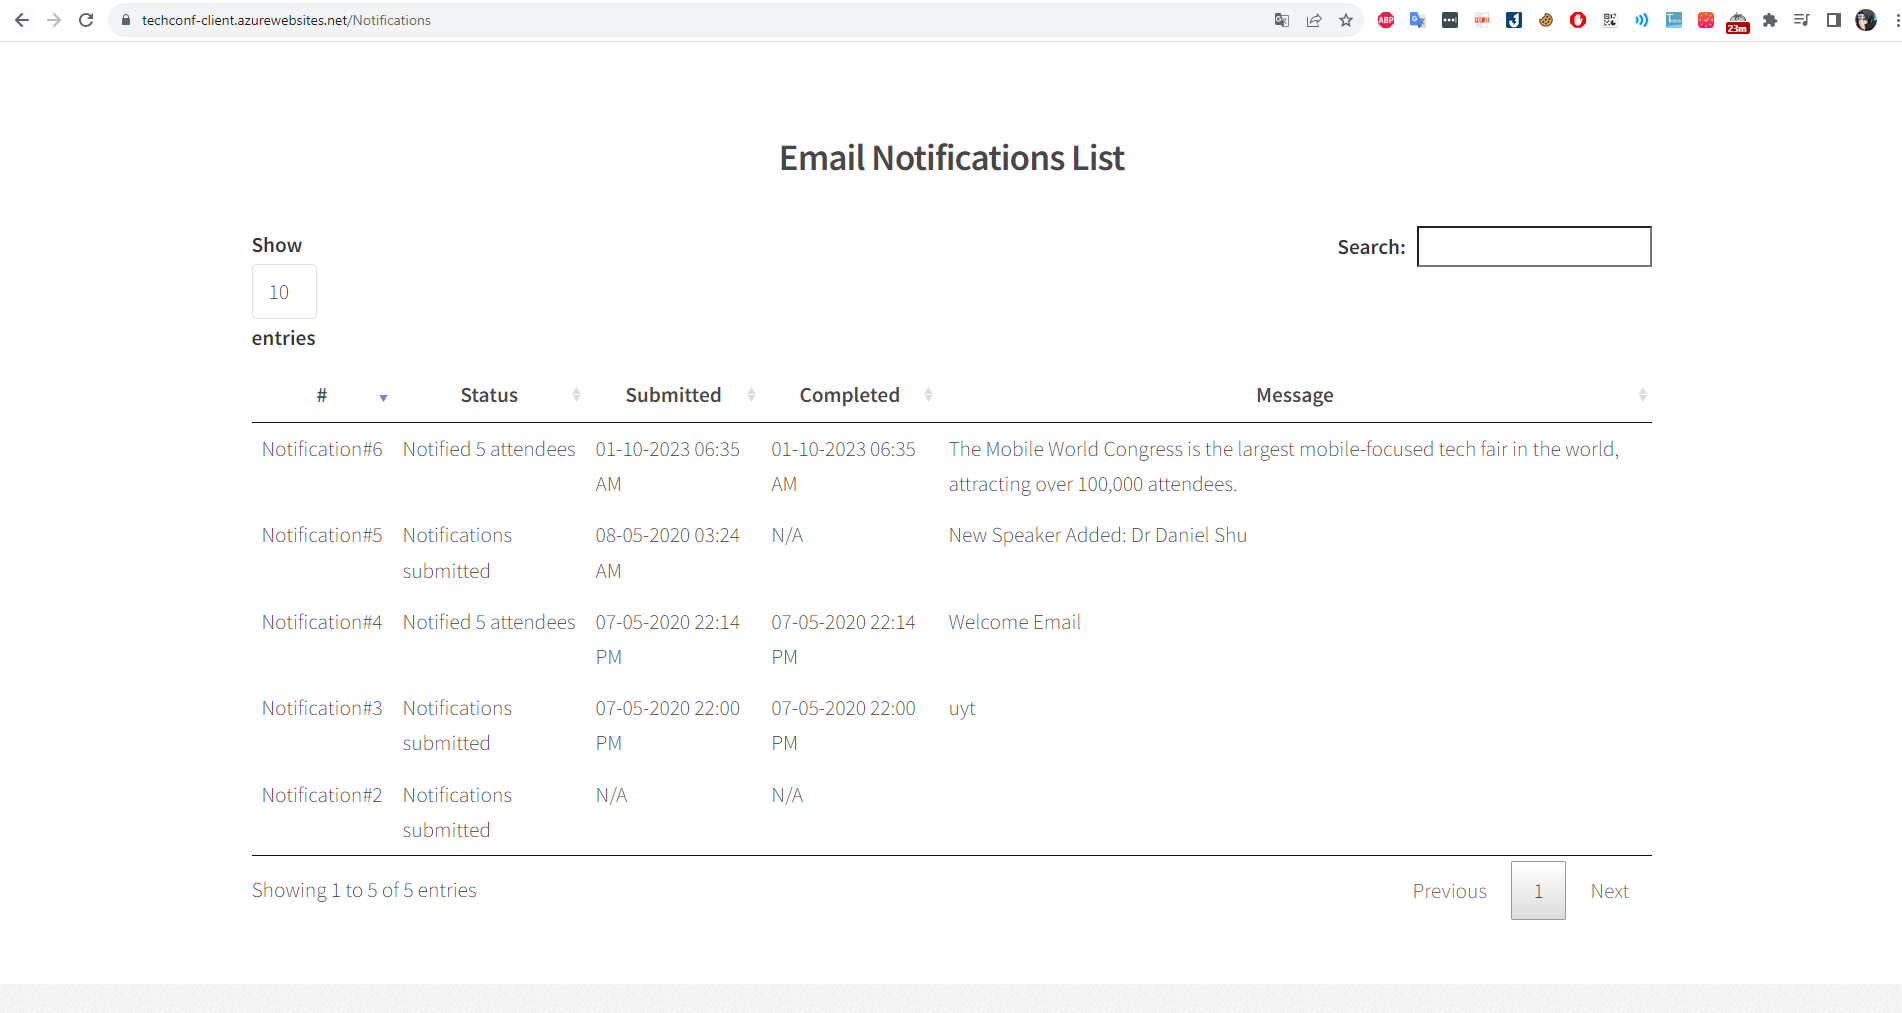 techconf-client.azurewebsites.net/Notifications
ABP
23m
Email Notifications List
Show
10
entries
Search:
# Status Submitted Completed Message
Notification#6 Notified 5 attendees 01-10-2023 06:35 01-10-2023 06:35 The Mobile World Congress is the largest mobile-focused tech fair in the world,
AM AM attracting over 100,000 attendees.
Notification#5 Notifications 08-05-2020 03:24 N/A New Speaker Added: Dr Daniel Shu
submitted AM
Notification#4 Notified 5 attendees 07-05-2020 22:14 07-05-2020 22:14 Welcome Email
PM PM
Notification#3 Notifications 07-05-2020 22:00 07-05-2020 22:00 uyt
submitted PM PM
Notification#2 Notifications N/A N/A
submitted
Showing 1 to 5 of 5 entries
Previous 1 Next